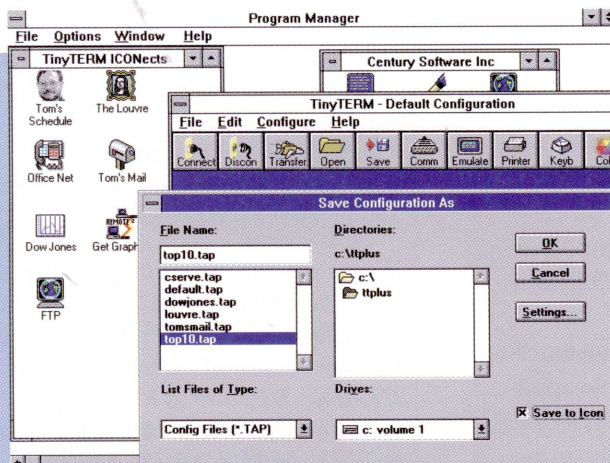 Program Manager
File Options Window Help
TinyTERM ICONects
Century Software Inc
Tom's Schedule
The Louvre
TinyTERM - Default Configuration
File Edit Configure Help
Connect Discon Transfer Open Save Comm Emulate Printer Keyb
Office Net
Tom's Mail
Save Configuration As
File Name:
Directories:
top10.tap
c:\ttplus
OK
Cancel
Settings...
cserve.tap
default.tap
dowjones.tap
louvre.tap
tomsmail.tap
top10.tap
c:\
ttplus
REMOTE
Dow Jones
Get Graph
FTP
List Files of Type:
Drives:
Config Files (*.TAP)
c: volume 1
Save to Icon